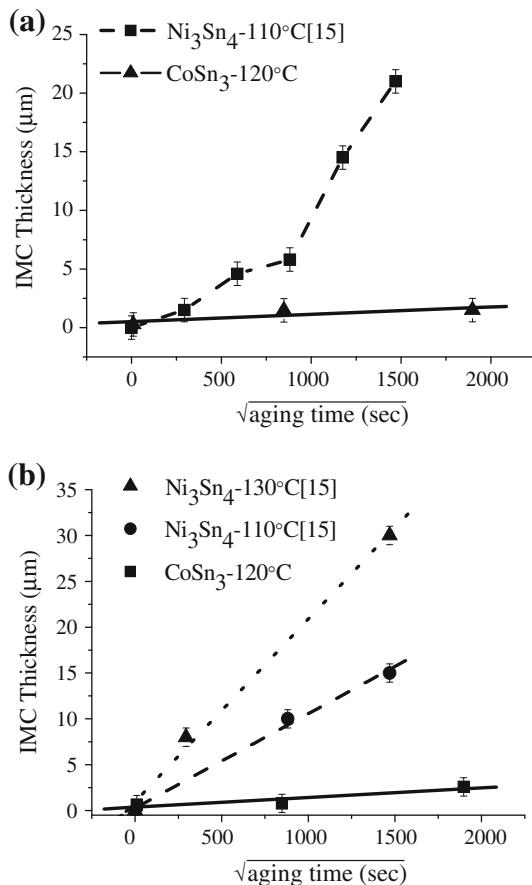 (a)
Ni₃Sn₄-110°C[15]
CoSn₃-120°C
25
20
15
10
5
0
IMC Thickness (μm)
0 500 1000 1500 2000
√aging time (sec)
(b)
Ni₃Sn₄-130°C[15]
Ni₃Sn₄-110°C[15]
CoSn₃-120°C
35
30
25
20
15
10
5
0
IMC Thickness (μm)
0 500 1000 1500 2000
√aging time (sec)